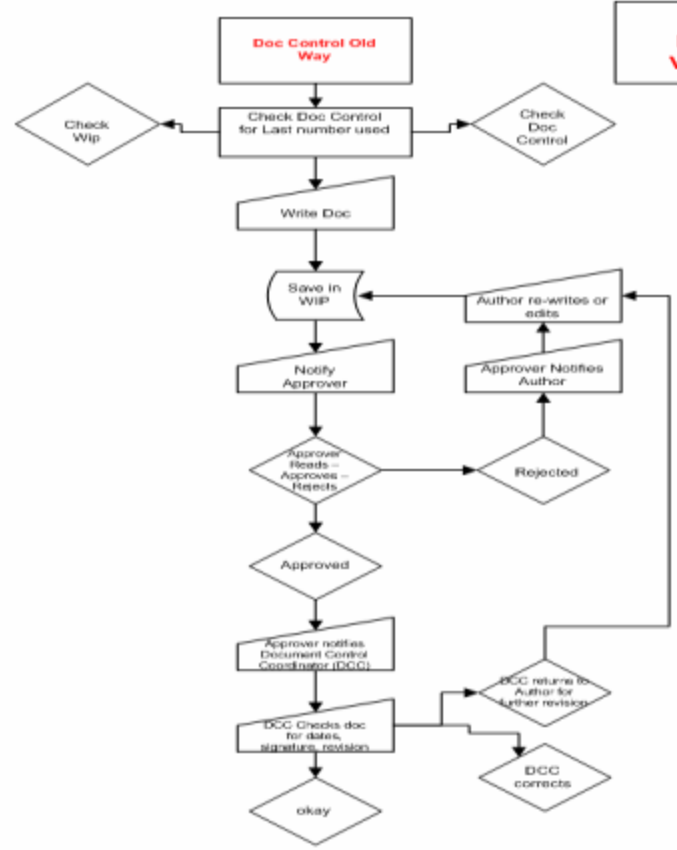 Doc Control Old
Way
V
Check Doc Control
for Last number used
Check
Wip
Check
Doc
Control
Write Doc
Save in
WIP
Author re-writes or
edits
Notify
Approver
Approver Notifies
Author
Approver
Reads –
Approves –
Rejects
Rejected
Approved
Approver notifies
Document Control
Coordinator (DCC)
DCC returns to
Author for
further revision
DCC Checks doc
for dates,
signature, revision
DCC
corrects
okay